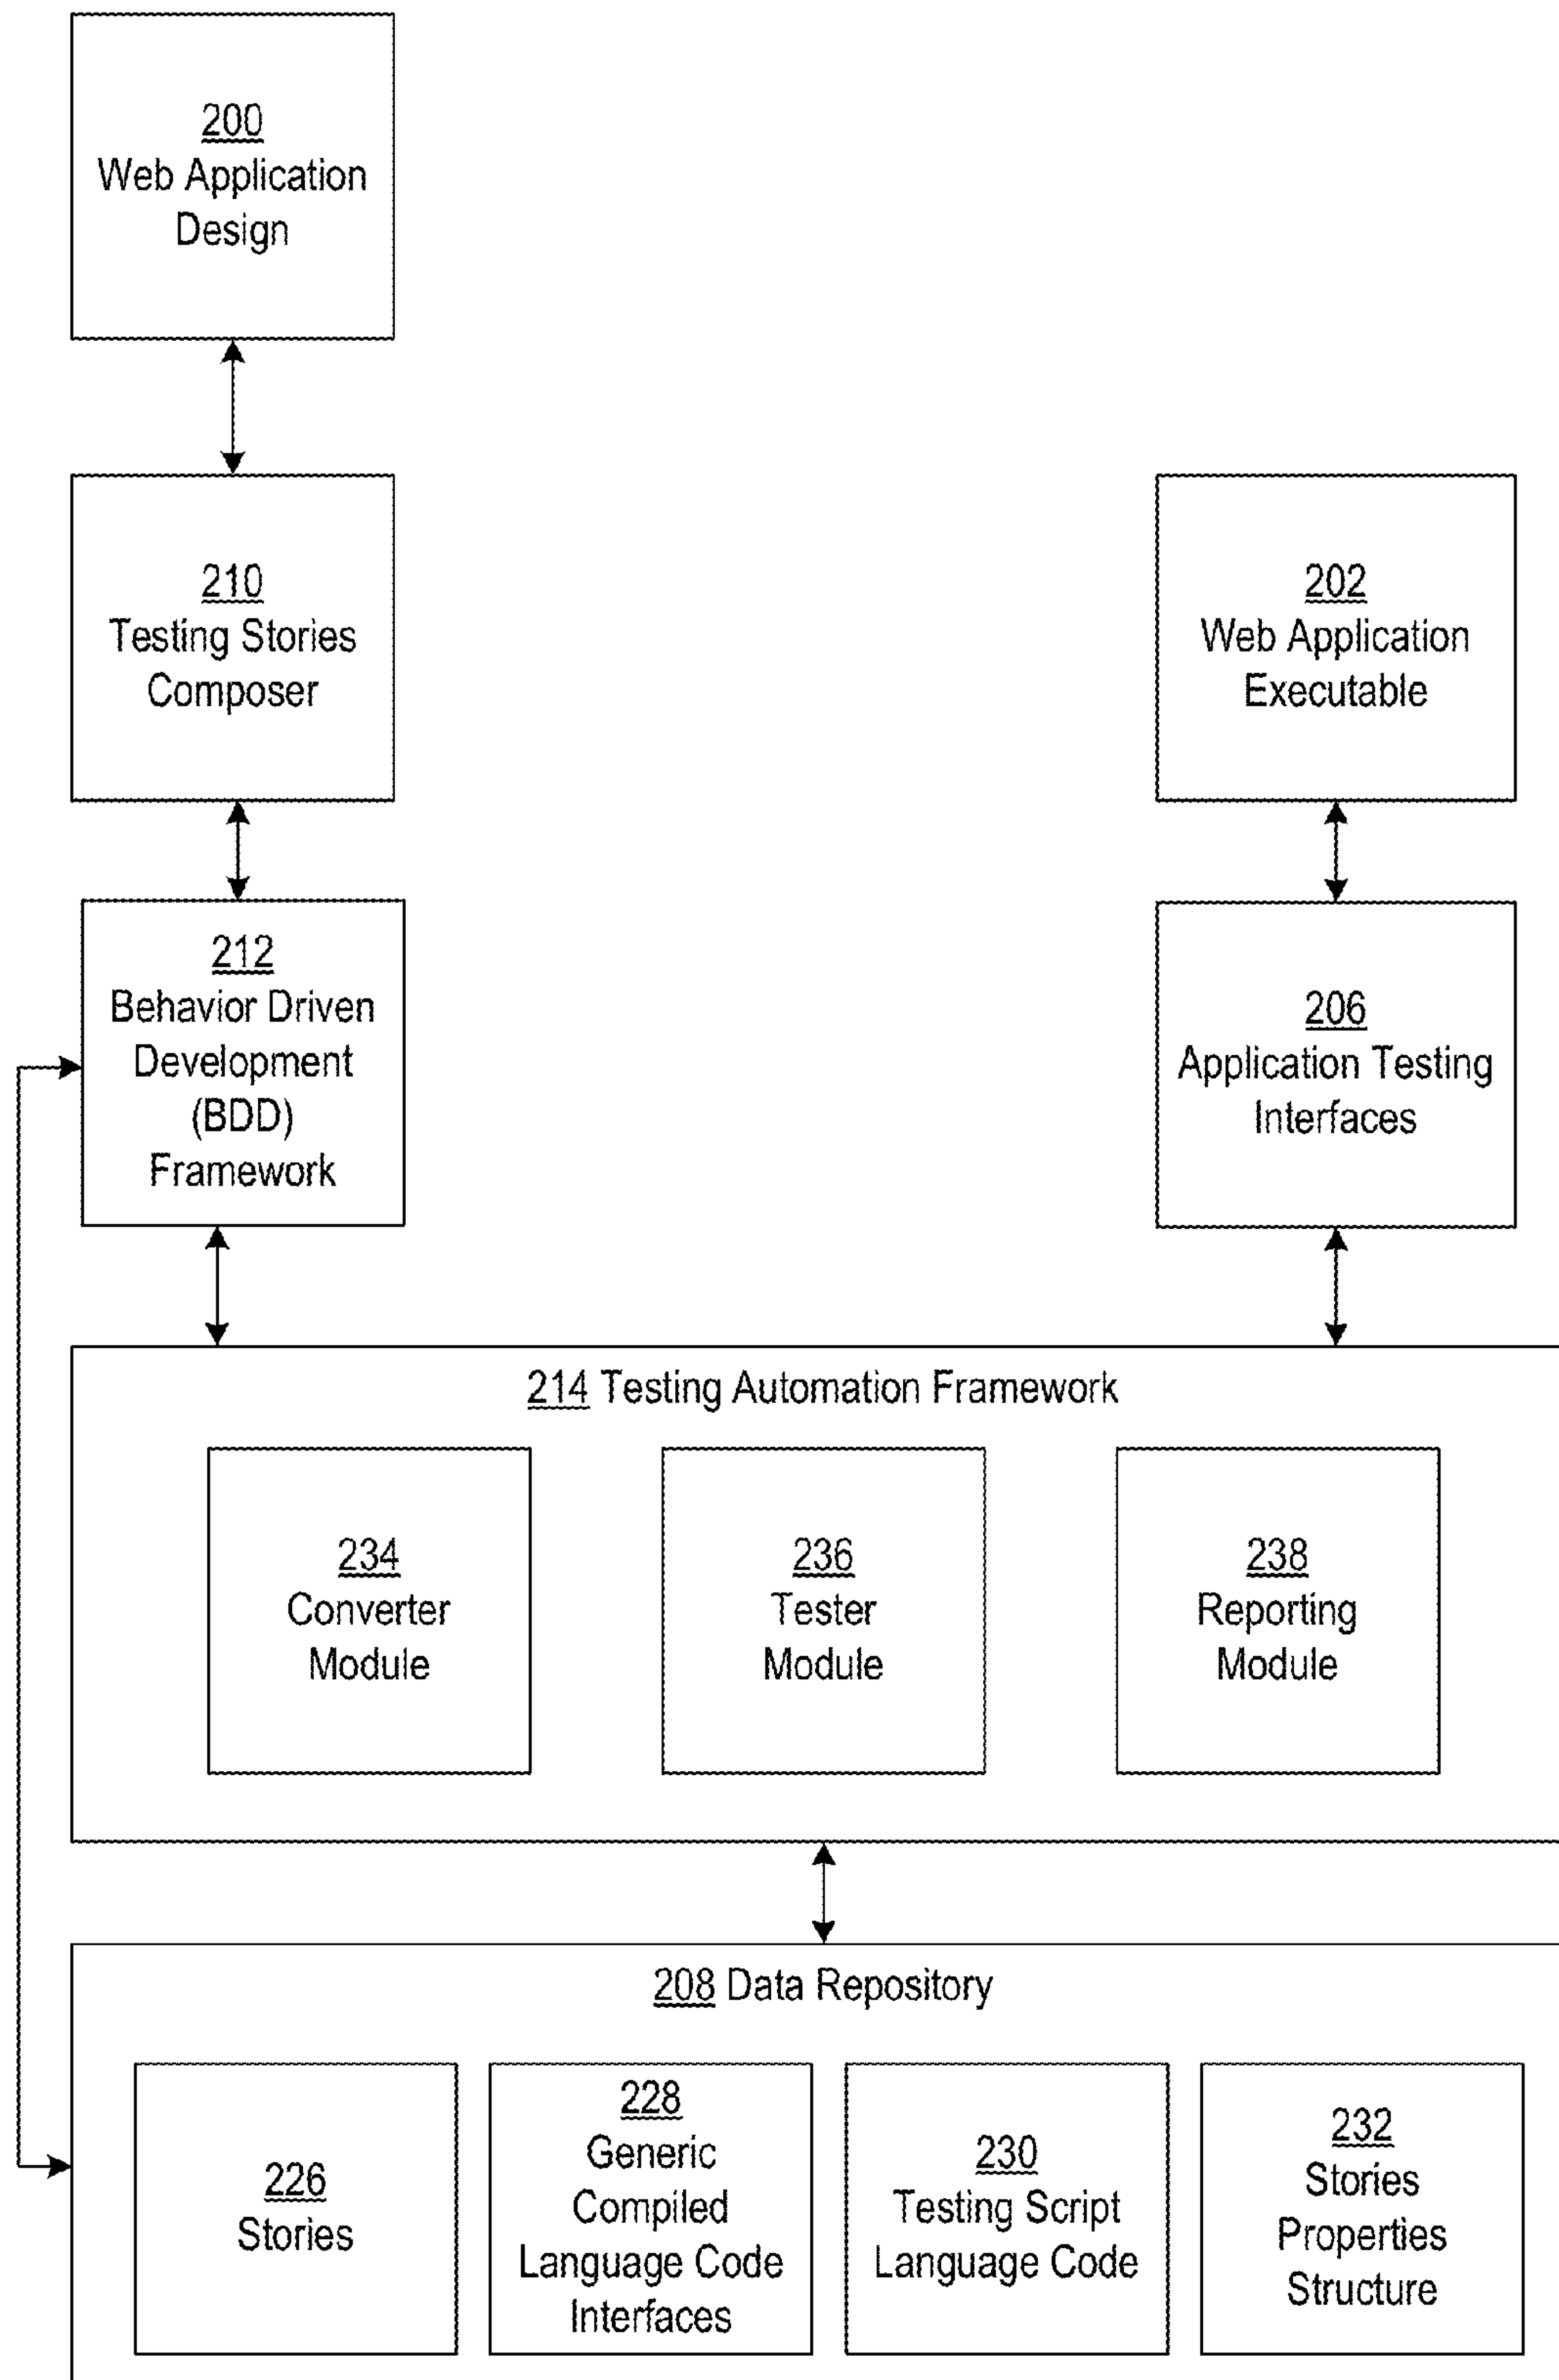 200
Web Application
Design
210
Testing Stories
Composer
202
Web Application
Executable
212
Behavior Driven
Development
(BDD)
Framework
206
Application Testing
Interfaces
214 Testing Automation Framework
234
Converter
Module
236
Tester
Module
238
Reporting
Module
208 Data Repository
226
Stories
228
Generic
Compiled
Language Code
Interfaces
230
Testing Script
Language Code
232
Stories
Properties
Structure